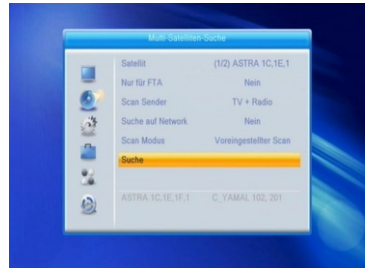 Multi-Satelliten-Suche
Satellit (1/2) ASTRA 1C,1E,1
Nur für FTA Nein
Scan Sender TV + Radio
Suche auf Network Nein
Scan Modus Voreingestellter Scan
Suche
ASTRA 1C,1E,1F,1 C_YAMAL 102, 201